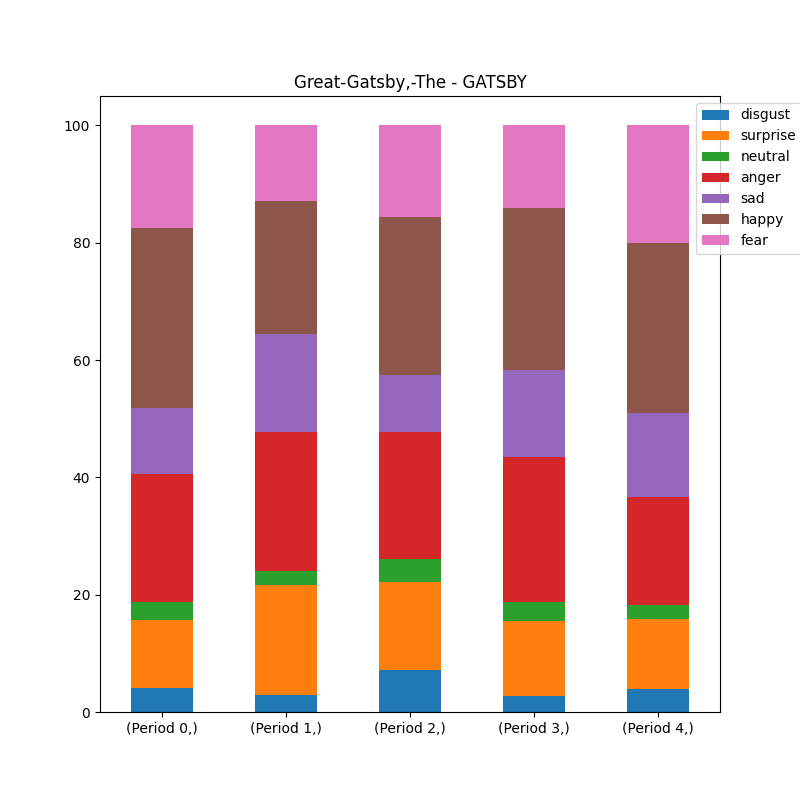 Great-Gatsby,-The - GATSBY
disgust
surprise
neutral
anger
sad
happy
fear
100
80
60
40
20
0
(Period 0,)
(Period 1,)
(Period 2,)
(Period 3,)
(Period 4,)